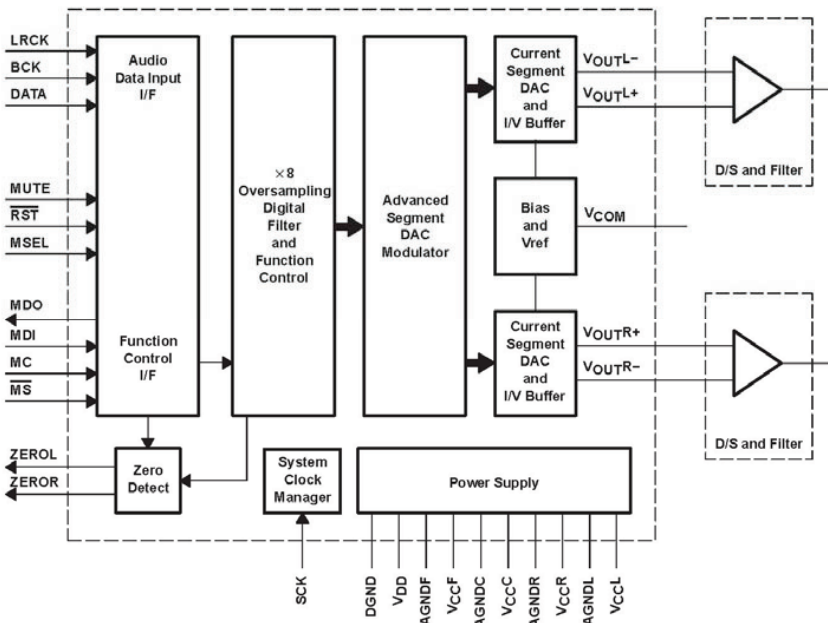 LRCK
BCK
DATA
MUTE
RST
MSEL
MDO
MDI
MC
MS
ZEROL
ZEROR
Audio
Data Input
I/F
Function
Control
I/F
Zero
Detect
×8
Oversampling
Digital
Filter
and
Function
Control
System
Clock
Manager
SCK
Advanced
Segment
DAC
Modulator
Current
Segment
DAC
and
I/V Buffer
VOUTL−
VOUTL+
Bias
and
Vref
VCOM
Current
Segment
DAC
and
I/V Buffer
VOUTR+
VOUTR−
D/S and Filter
D/S and Filter
Power Supply
DGND
VDD
AGNDF
VCCF
AGNDC
VCCC
AGNDR
VCCR
AGNDL
VCCL